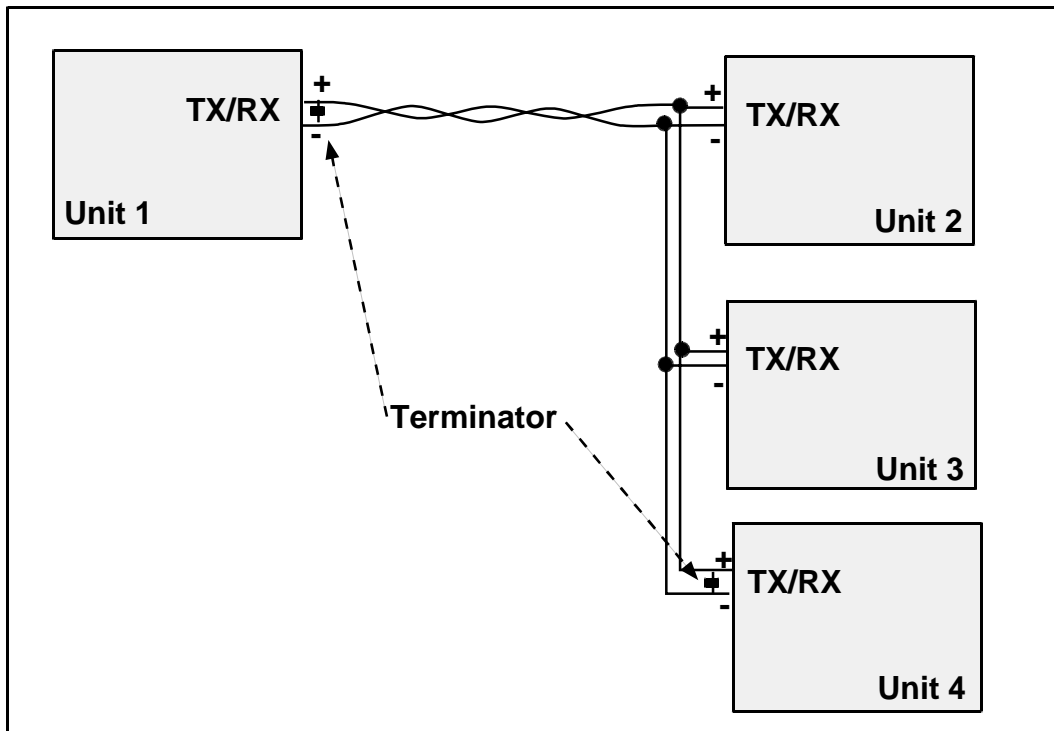 +
TX/RX
-
Unit 1
+
TX/RX
-
Unit 2
+
TX/RX
-
Unit 3
Terminator
+
TX/RX
-
Unit 4